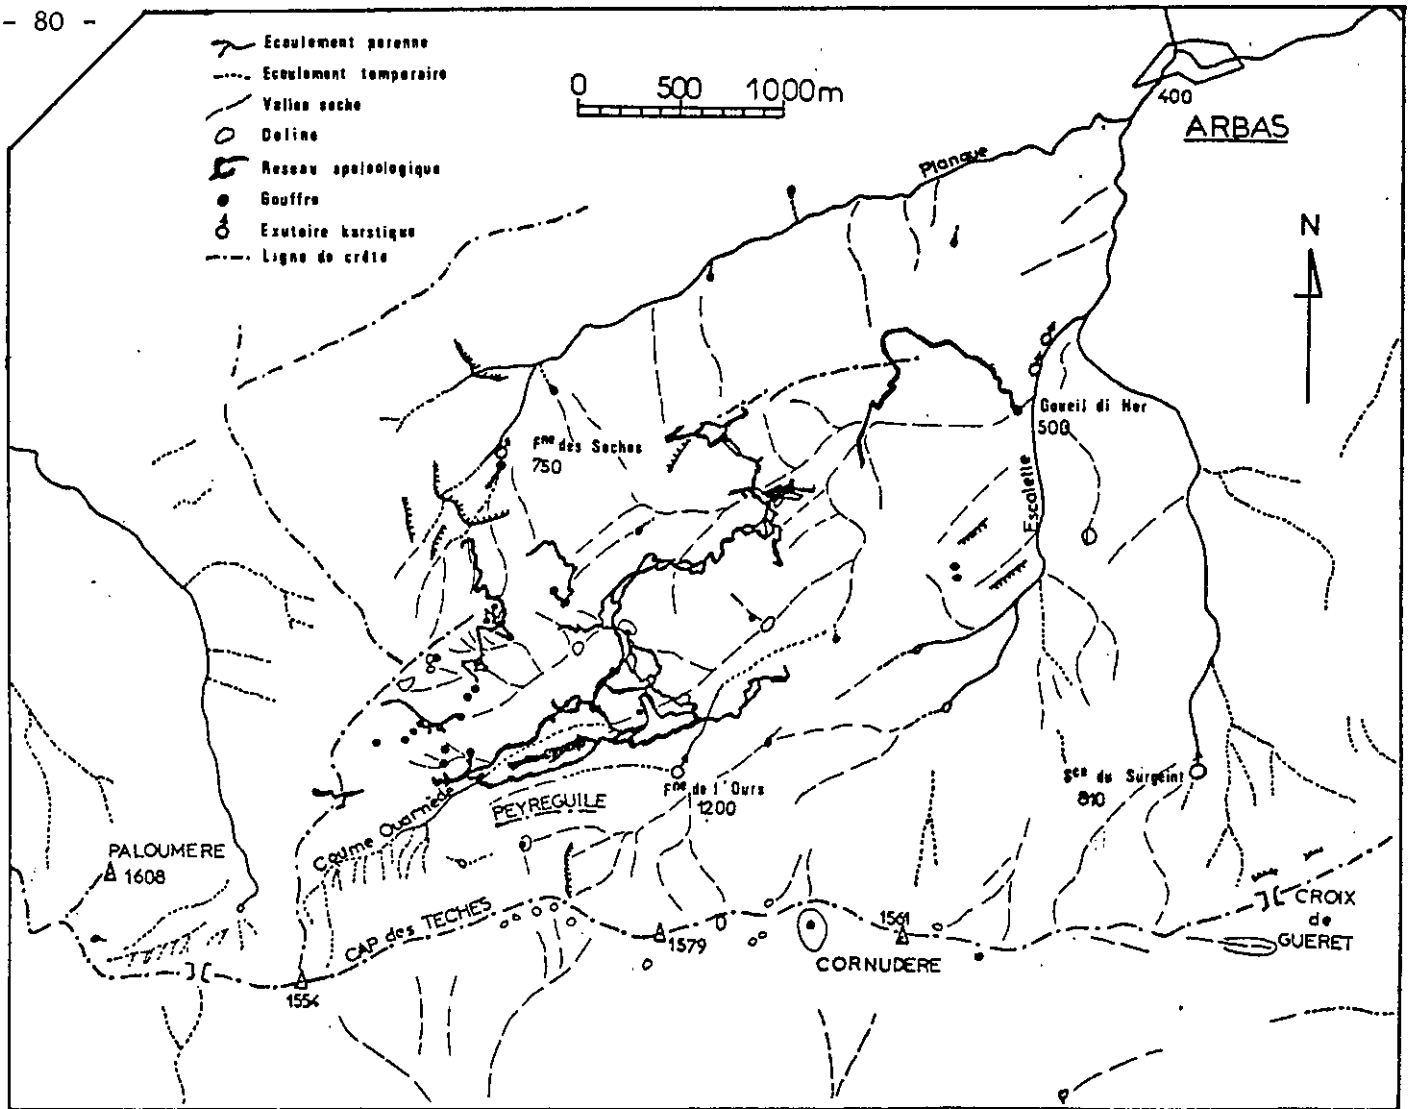 - 80 -
Ecoulement perenne
Ecoulement temporaire
Vallee seche
Doline
Reseau speleologique
Gouffre
Exutoire karstique
Ligne de crête
0 500 1000m
400
ARBAS
Planque
N
Goueil di Her
500
Fne des Seches
750
Escalette
Sce du Surgeint
810
Fne de l'Ours
1200
PEYREGUILE
Coume Ouarnède
PALOUMERE
1608
CAP des TECHES
1554
1579
1561
CORNUDERE
CROIX
de
GUERET